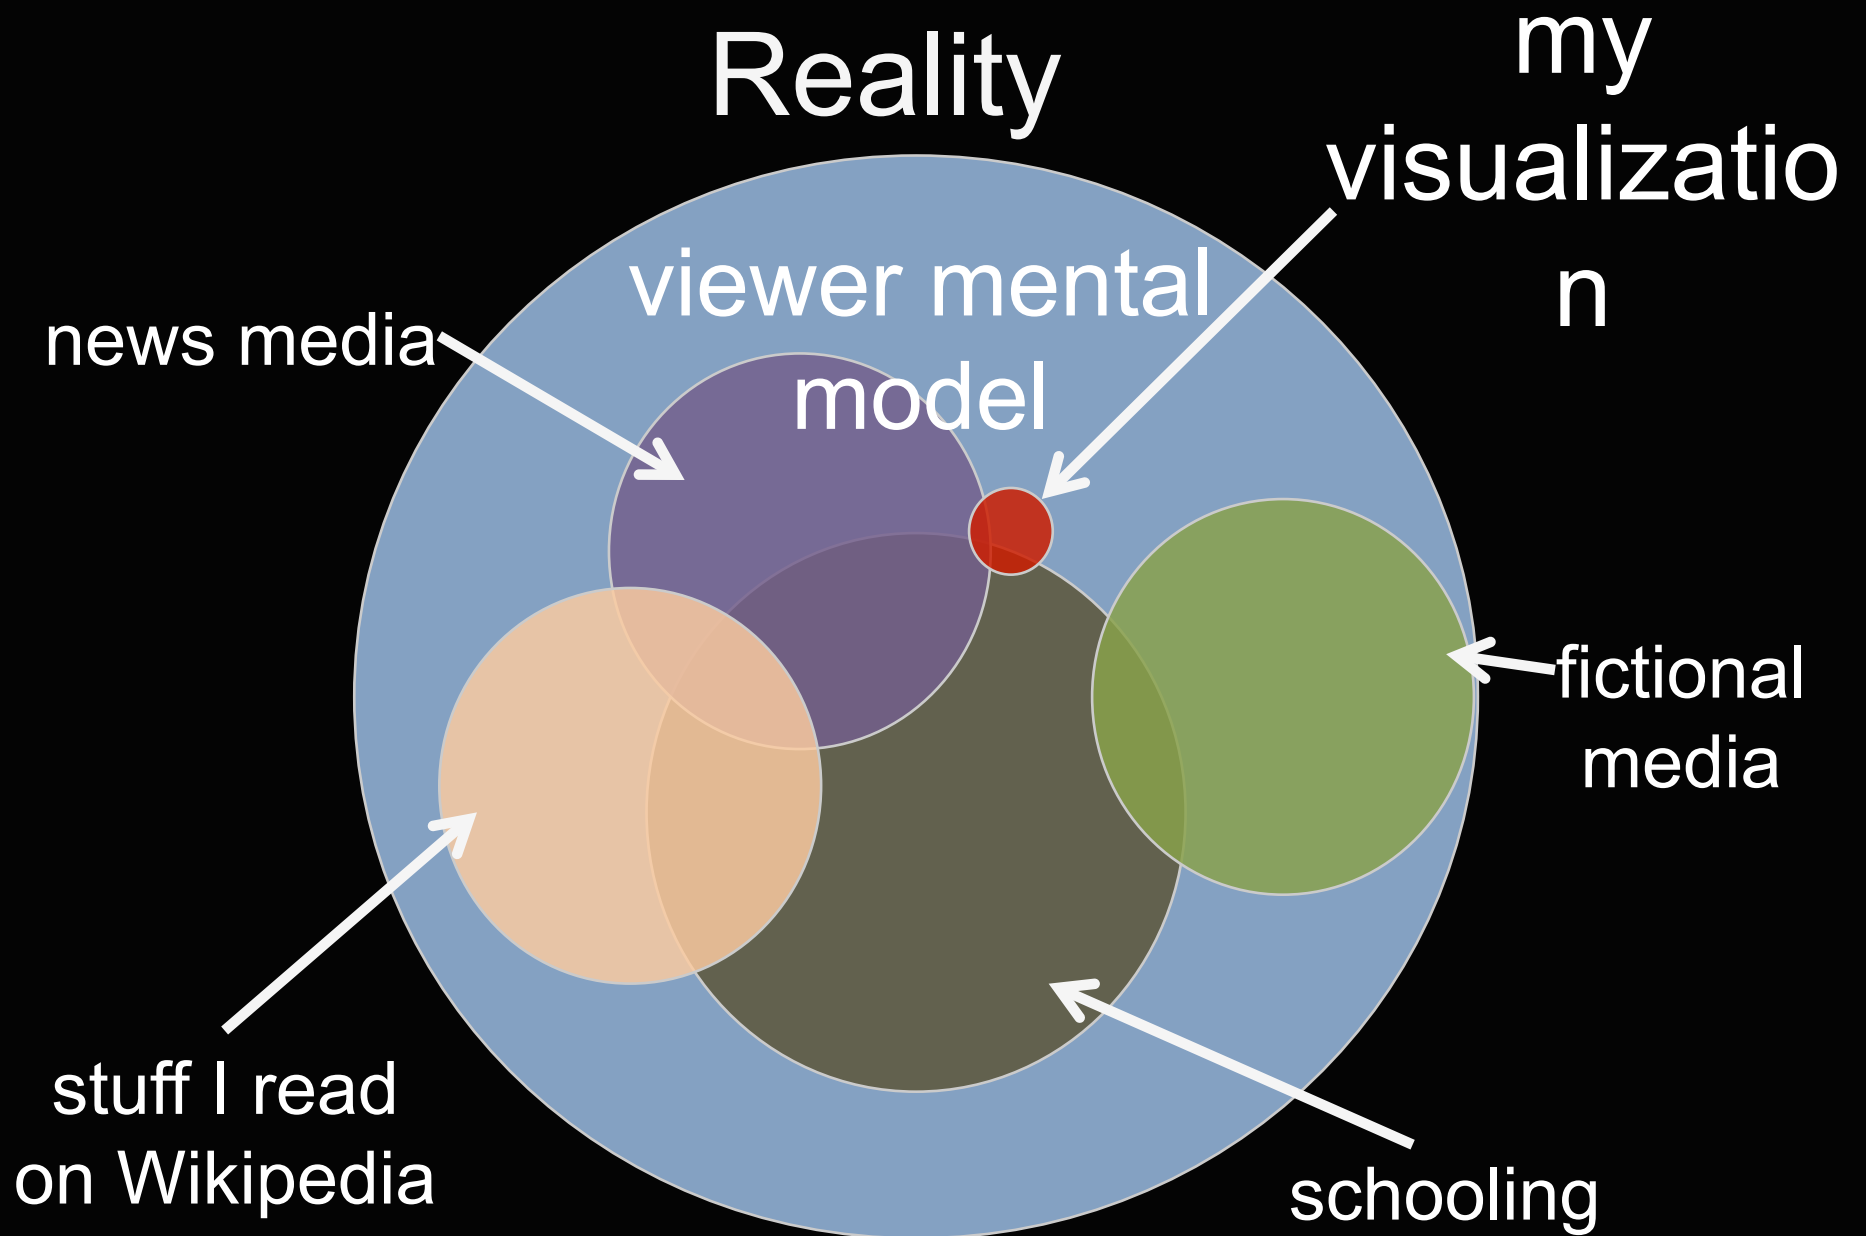 Reality
my
visualizatio
n
viewer mental
model
news media
fictional
media
stuff I read
on Wikipedia
schooling